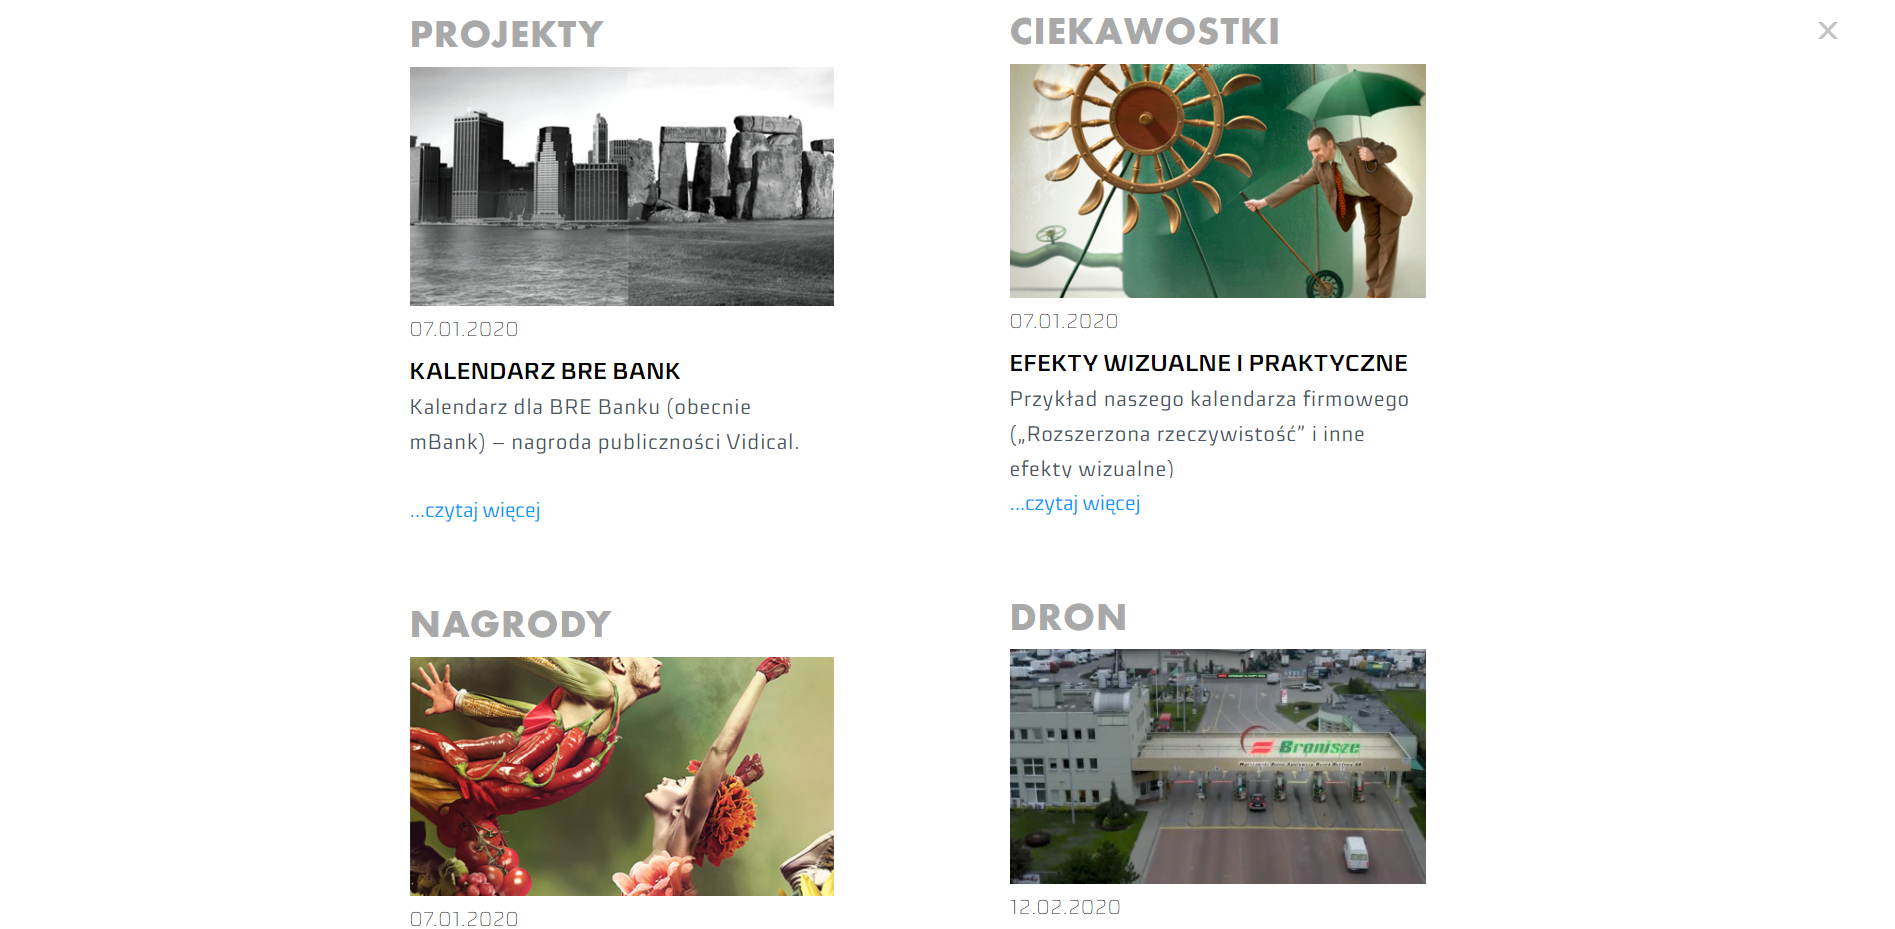 PROJEKTY
07.01.2020
KALENDARZ BRE BANK
Kalendarz dla BRE Banku (obecnie
mBank) – nagroda publiczności Vidical.
...czytaj więcej
CIEKAWOSTKI
07.01.2020
EFEKTY WIZUALNE I PRAKTYCZNE
Przykład naszego kalendarza firmowego
(„Rozszerzona rzeczywistość” i inne
efekty wizualne)
...czytaj więcej
NAGRODY
07.01.2020
DRON
Bronisze
12.02.2020